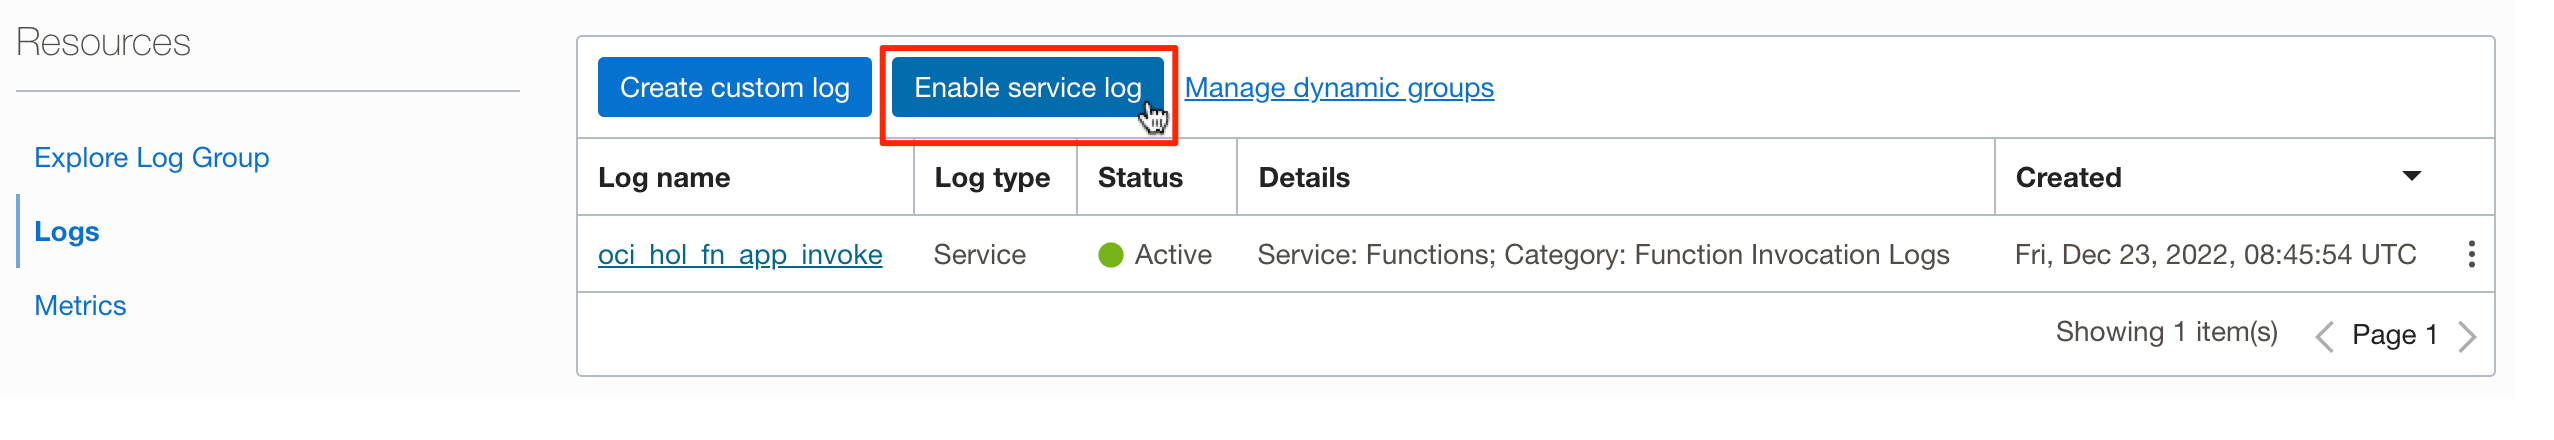 Resources
Explore Log Group
Logs
Metrics
Create custom log Enable service log Manage dynamic groups
Log name Log type Status Details Created
oci_hol_fn_app_invoke Service Active Service: Functions; Category: Function Invocation Logs Fri, Dec 23, 2022, 08:45:54 UTC
Showing 1 item(s) Page 1